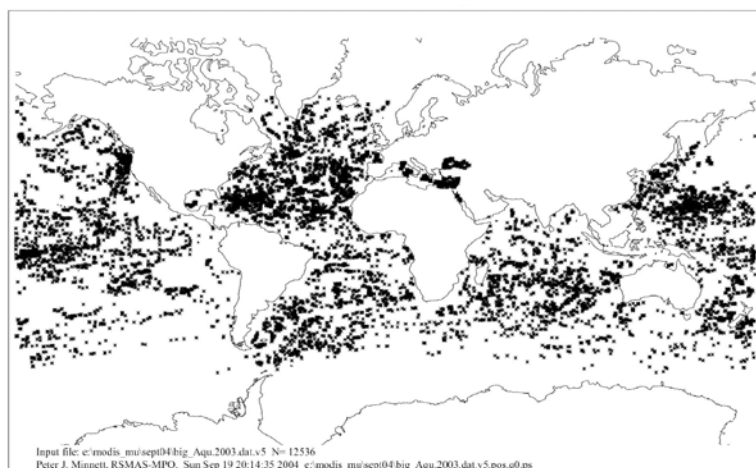 Input file: e:\modis_mu\sept04\big_Aqu.2003.dat.v5 N= 12536
Peter J. Minnett, RSMAS-MPO, Sun Sep 19 20:14:35 2004 e:\modis_mu\sept04\big_Aqu.2003.dat.v5.pos.q0.ps